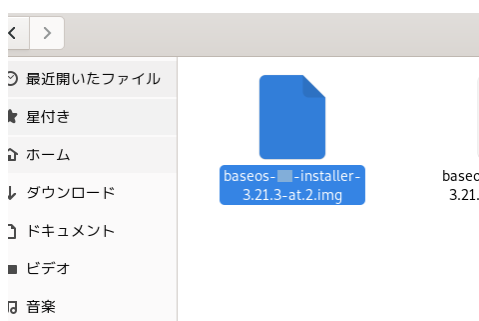 最近開いたファイル
星付き
ホーム
ダウンロード
ドキュメント
ビデオ
音楽
baseos-
-installer-
3.21.3-at.2.img
baseo
3.21.